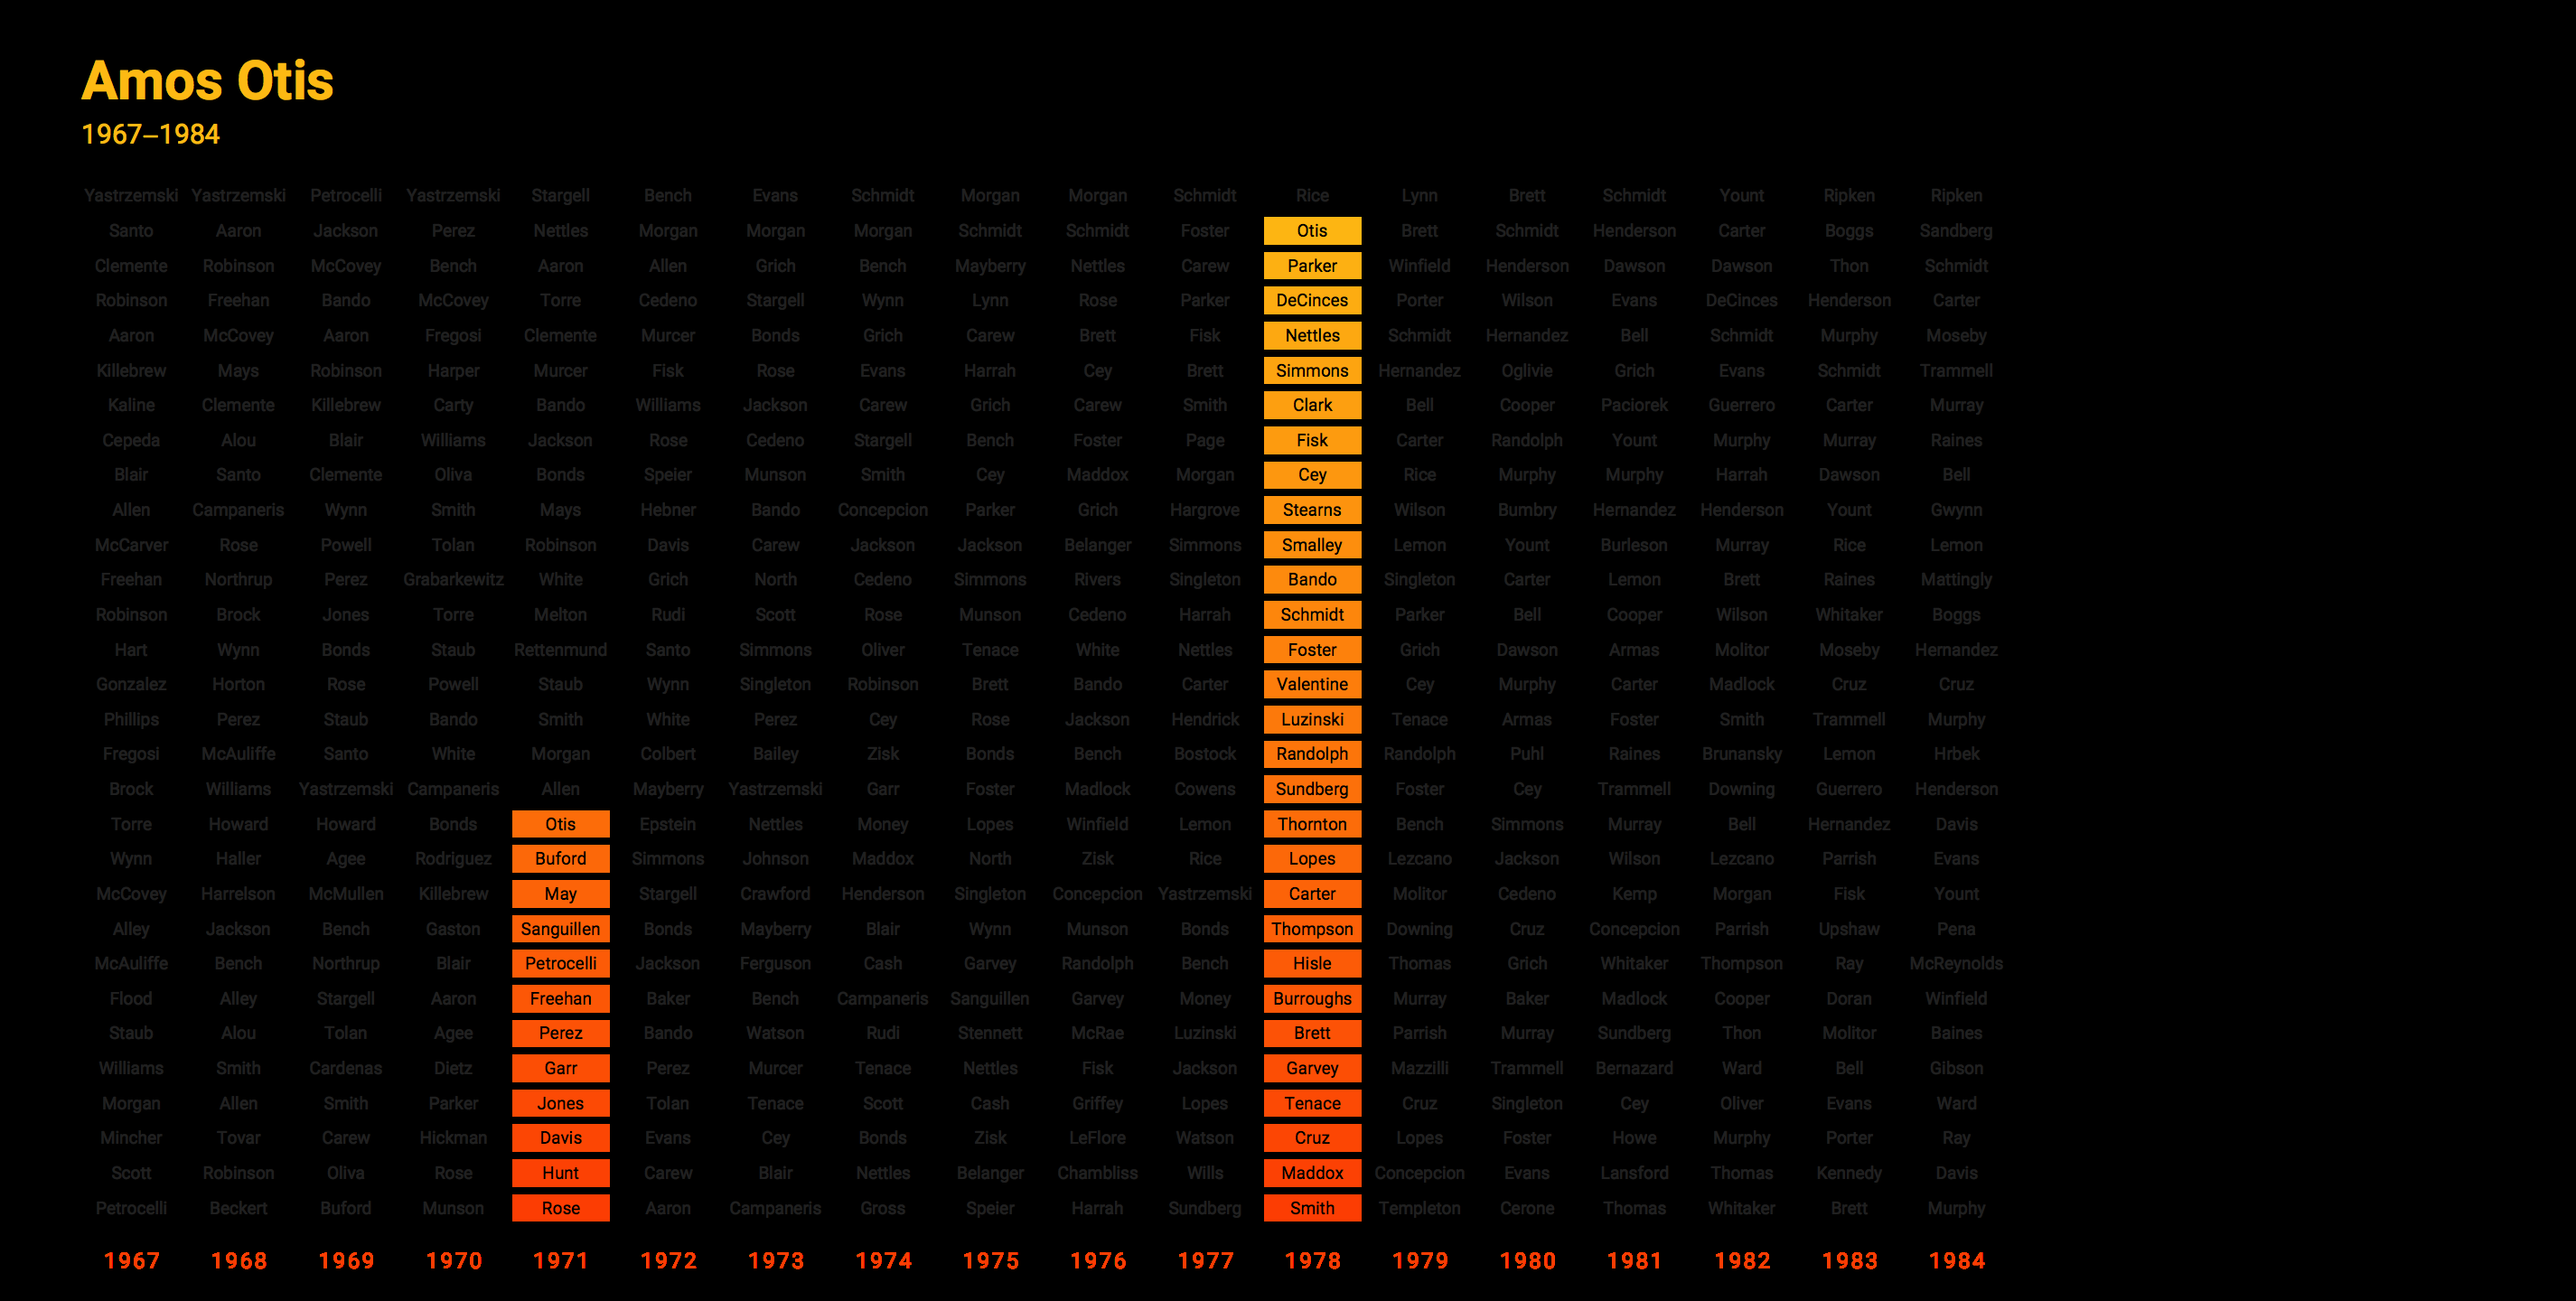 Amos Otis
1967–1984
Yastrzemski Yastrzemski Petrocelli Yastrzemski Stargell Bench Evans Schmidt Morgan Morgan Schmidt Rice Lynn Brett Schmidt Yount Ripken Ripken
Santo Aaron Jackson Perez Nettles Morgan Morgan Morgan Schmidt Schmidt Foster Otis Brett Schmidt Henderson Carter Boggs Sandberg
Clemente Robinson McCovey Bench Aaron Allen Grich Bench Mayberry Nettles Carew Parker Winfield Henderson Dawson Dawson Thon Schmidt
Robinson Freehan Bando McCovey Torre Cedeno Stargell Wynn Lynn Rose Parker DeCinces Porter Wilson Evans DeCinces Henderson Carter
Aaron McCovey Aaron Fregosi Clemente Murcer Bonds Grich Carew Brett Fisk Nettles Schmidt Hernandez Bell Schmidt Murphy Moseby
Killebrew Mays Robinson Harper Murcer Fisk Rose Evans Harrah Cey Brett Simmons Hernandez Oglivie Grich Evans Schmidt Trammell
Kaline Clemente Killebrew Carty Bando Williams Jackson Carew Grich Carew Smith Clark Bell Cooper Paciorek Guerrero Carter Murray
Cepeda Alou Blair Williams Jackson Rose Cedeno Stargell Bench Foster Page Fisk Carter Randolph Yount Murphy Murray Raines
Blair Santo Clemente Oliva Bonds Speier Munson Smith Cey Maddox Morgan Cey Rice Murphy Murphy Harrah Dawson Bell
Allen Campaneris Wynn Smith Mays Hebner Bando Concepcion Parker Grich Hargrove Stearns Wilson Bumbry Hernandez Henderson Yount Gwynn
McCarver Rose Powell Tolan Robinson Davis Carew Jackson Jackson Belanger Simmons Smalley Lemon Yount Burleson Murray Rice Lemon
Freehan Northrup Perez Grabarkewitz White Grich North Cedeno Simmons Rivers Singleton Bando Singleton Carter Lemon Brett Raines Mattingly
Robinson Brock Jones Torre Melton Rudi Scott Rose Munson Cedeno Harrah Schmidt Parker Bell Cooper Wilson Whitaker Boggs
Hart Wynn Bonds Staub Rettenmund Santo Simmons Oliver Tenace White Nettles Foster Grich Dawson Armas Molitor Moseby Hernandez
Gonzalez Horton Rose Powell Staub Wynn Singleton Robinson Brett Bando Carter Valentine Cey Murphy Carter Madlock Cruz Cruz
Phillips Perez Staub Bando Smith White Perez Cey Rose Jackson Hendrick Luzinski Tenace Armas Foster Smith Trammell Murphy
Fregosi McAuliffe Santo White Morgan Colbert Bailey Zisk Bonds Bench Bostock Randolph Randolph Puhl Raines Brunansky Lemon Hrbek
Brock Williams Yastrzemski Campaneris Allen Mayberry Yastrzemski Garr Foster Madlock Cowens Sundberg Foster Cey Trammell Downing Guerrero Henderson
Torre Howard Howard Bonds Otis Epstein Nettles Money Lopes Winfield Lemon Thornton Bench Simmons Murray Bell Hernandez Davis
Wynn Haller Agee Rodriguez Buford Simmons Johnson Maddox North Zisk Rice Lopes Lezcano Jackson Wilson Lezcano Parrish Evans
McCovey Harrelson McMullen Killebrew May Stargell Crawford Henderson Singleton Concepcion Yastrzemski Carter Molitor Cedeno Kemp Morgan Fisk Yount
Alley Jackson Bench Gaston Sanguillen Bonds Mayberry Blair Wynn Munson Bonds Thompson Downing Cruz Concepcion Parrish Upshaw Pena
McAuliffe Bench Northrup Blair Petrocelli Jackson Ferguson Cash Garvey Randolph Bench Hisle Thomas Grich Whitaker Thompson Ray McReynolds
Flood Alley Stargell Aaron Freehan Baker Bench Campaneris Sanguillen Garvey Money Burroughs Murray Baker Madlock Cooper Doran Winfield
Staub Alou Tolan Agee Perez Bando Watson Rudi Stennett McRae Luzinski Brett Parrish Murray Sundberg Thon Molitor Baines
Williams Smith Cardenas Dietz Garr Perez Murcer Tenace Nettles Fisk Jackson Garvey Mazzilli Trammell Bernazard Ward Bell Gibson
Morgan Allen Smith Parker Jones Tolan Tenace Scott Cash Griffey Lopes Tenace Cruz Singleton Cey Oliver Evans Ward
Mincher Tovar Carew Hickman Davis Evans Cey Bonds Zisk LeFlore Watson Cruz Lopes Foster Howe Murphy Porter Ray
Scott Robinson Oliva Rose Hunt Carew Blair Nettles Belanger Chambliss Wills Maddox Concepcion Evans Lansford Thomas Kennedy Davis
Petrocelli Beckert Buford Munson Rose Aaron Campaneris Gross Speier Harrah Sundberg Smith Templeton Cerone Thomas Whitaker Brett Murphy
1967 1968 1969 1970 1971 1972 1973 1974 1975 1976 1977 1978 1979 1980 1981 1982 1983 1984